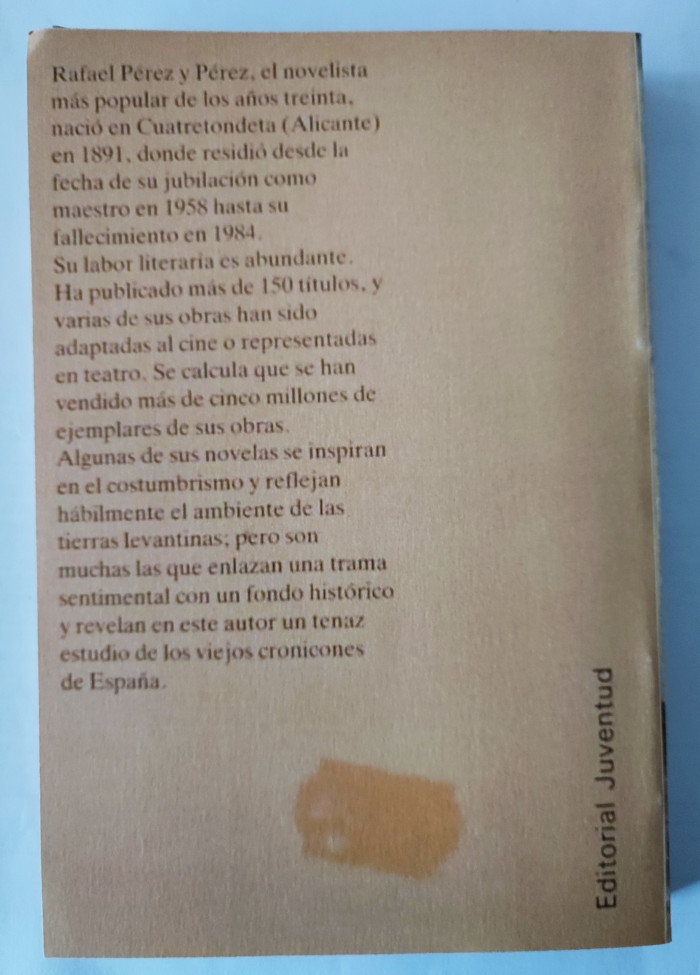 Rafael Pérez y Pérez, el novelista
más popular de los años treinta,
nació en Cuatretondeta (Alicante)
en 1891, donde residió desde la
fecha de su jubilación como
maestro en 1958 hasta su
fallecimiento en 1984.
Su labor literaria es abundante.
Ha publicado más de 150 títulos, y
varias de sus obras han sido
adaptadas al cine o representadas
en teatro. Se calcula que se han
vendido más de cinco millones de
ejemplares de sus obras.
Algunas de sus novelas se inspiran
en el costumbrismo y reflejan
hábilmente el ambiente de las
tierras levantinas; pero son
muchas las que enlazan una trama
sentimental con un fondo histórico
y revelan en este autor un tenaz
estudio de los viejos cronicones
de España.
Editorial Juventud